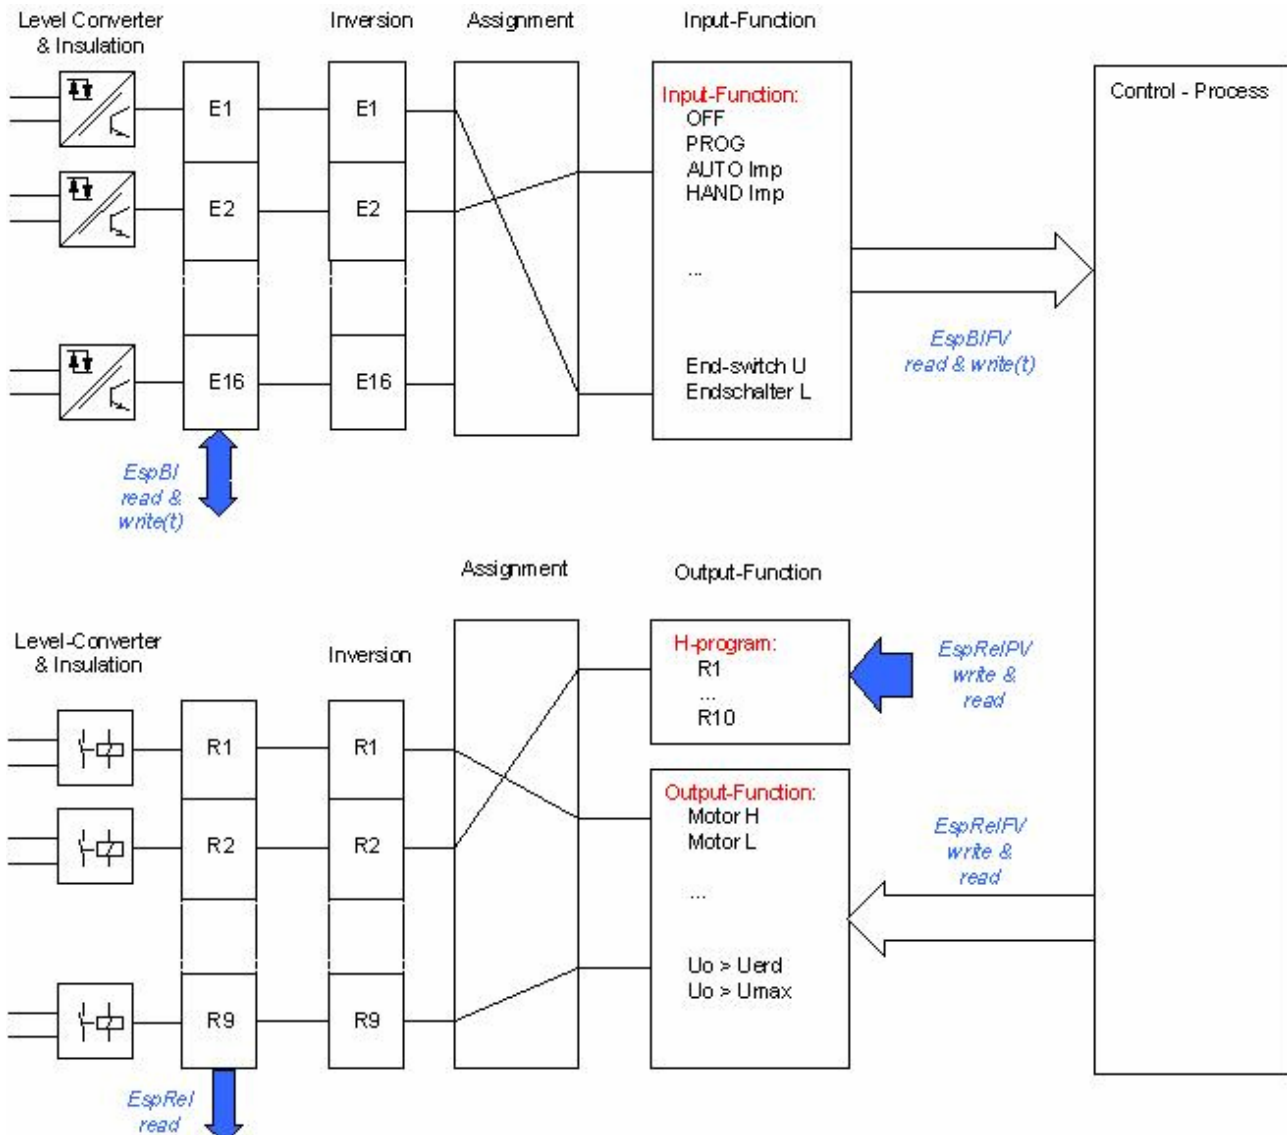 Level Converter
& Insulation
Inversion
Assignment
Input-Function
E1
E1
E2
E2
E16
E16
Input-Function:
OFF
PROG
AUTO Imp
HAND Imp
...
End-switch U
Endschalter L
Control - Process
EspBIFV
read & write(t)
EspBI
read &
write(t)
Assignment
Output-Function
Level-Converter
& Insulation
Inversion
R1
R1
R2
R2
R9
R9
H-program:
R1
...
R10
EspRelPV
write &
read
Output-Function:
Motor H
Motor L
...
Uo > Uerd
Uo > Umax
EspRelFV
write &
read
EspRel
read